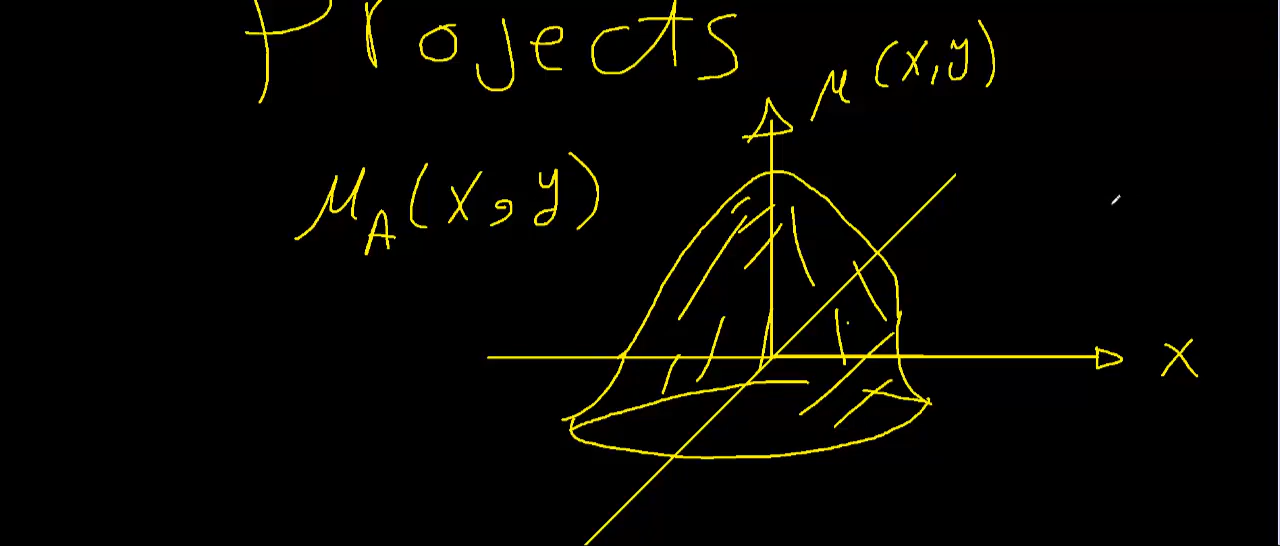 Projects
μ (x,y)
μA(x,y)
x